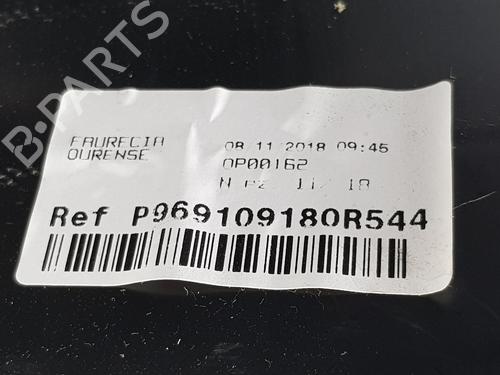 B-PARTS
FAURECIA
OURENSE
08 11 2018 09:45
OP00162
Ref P969109180R544